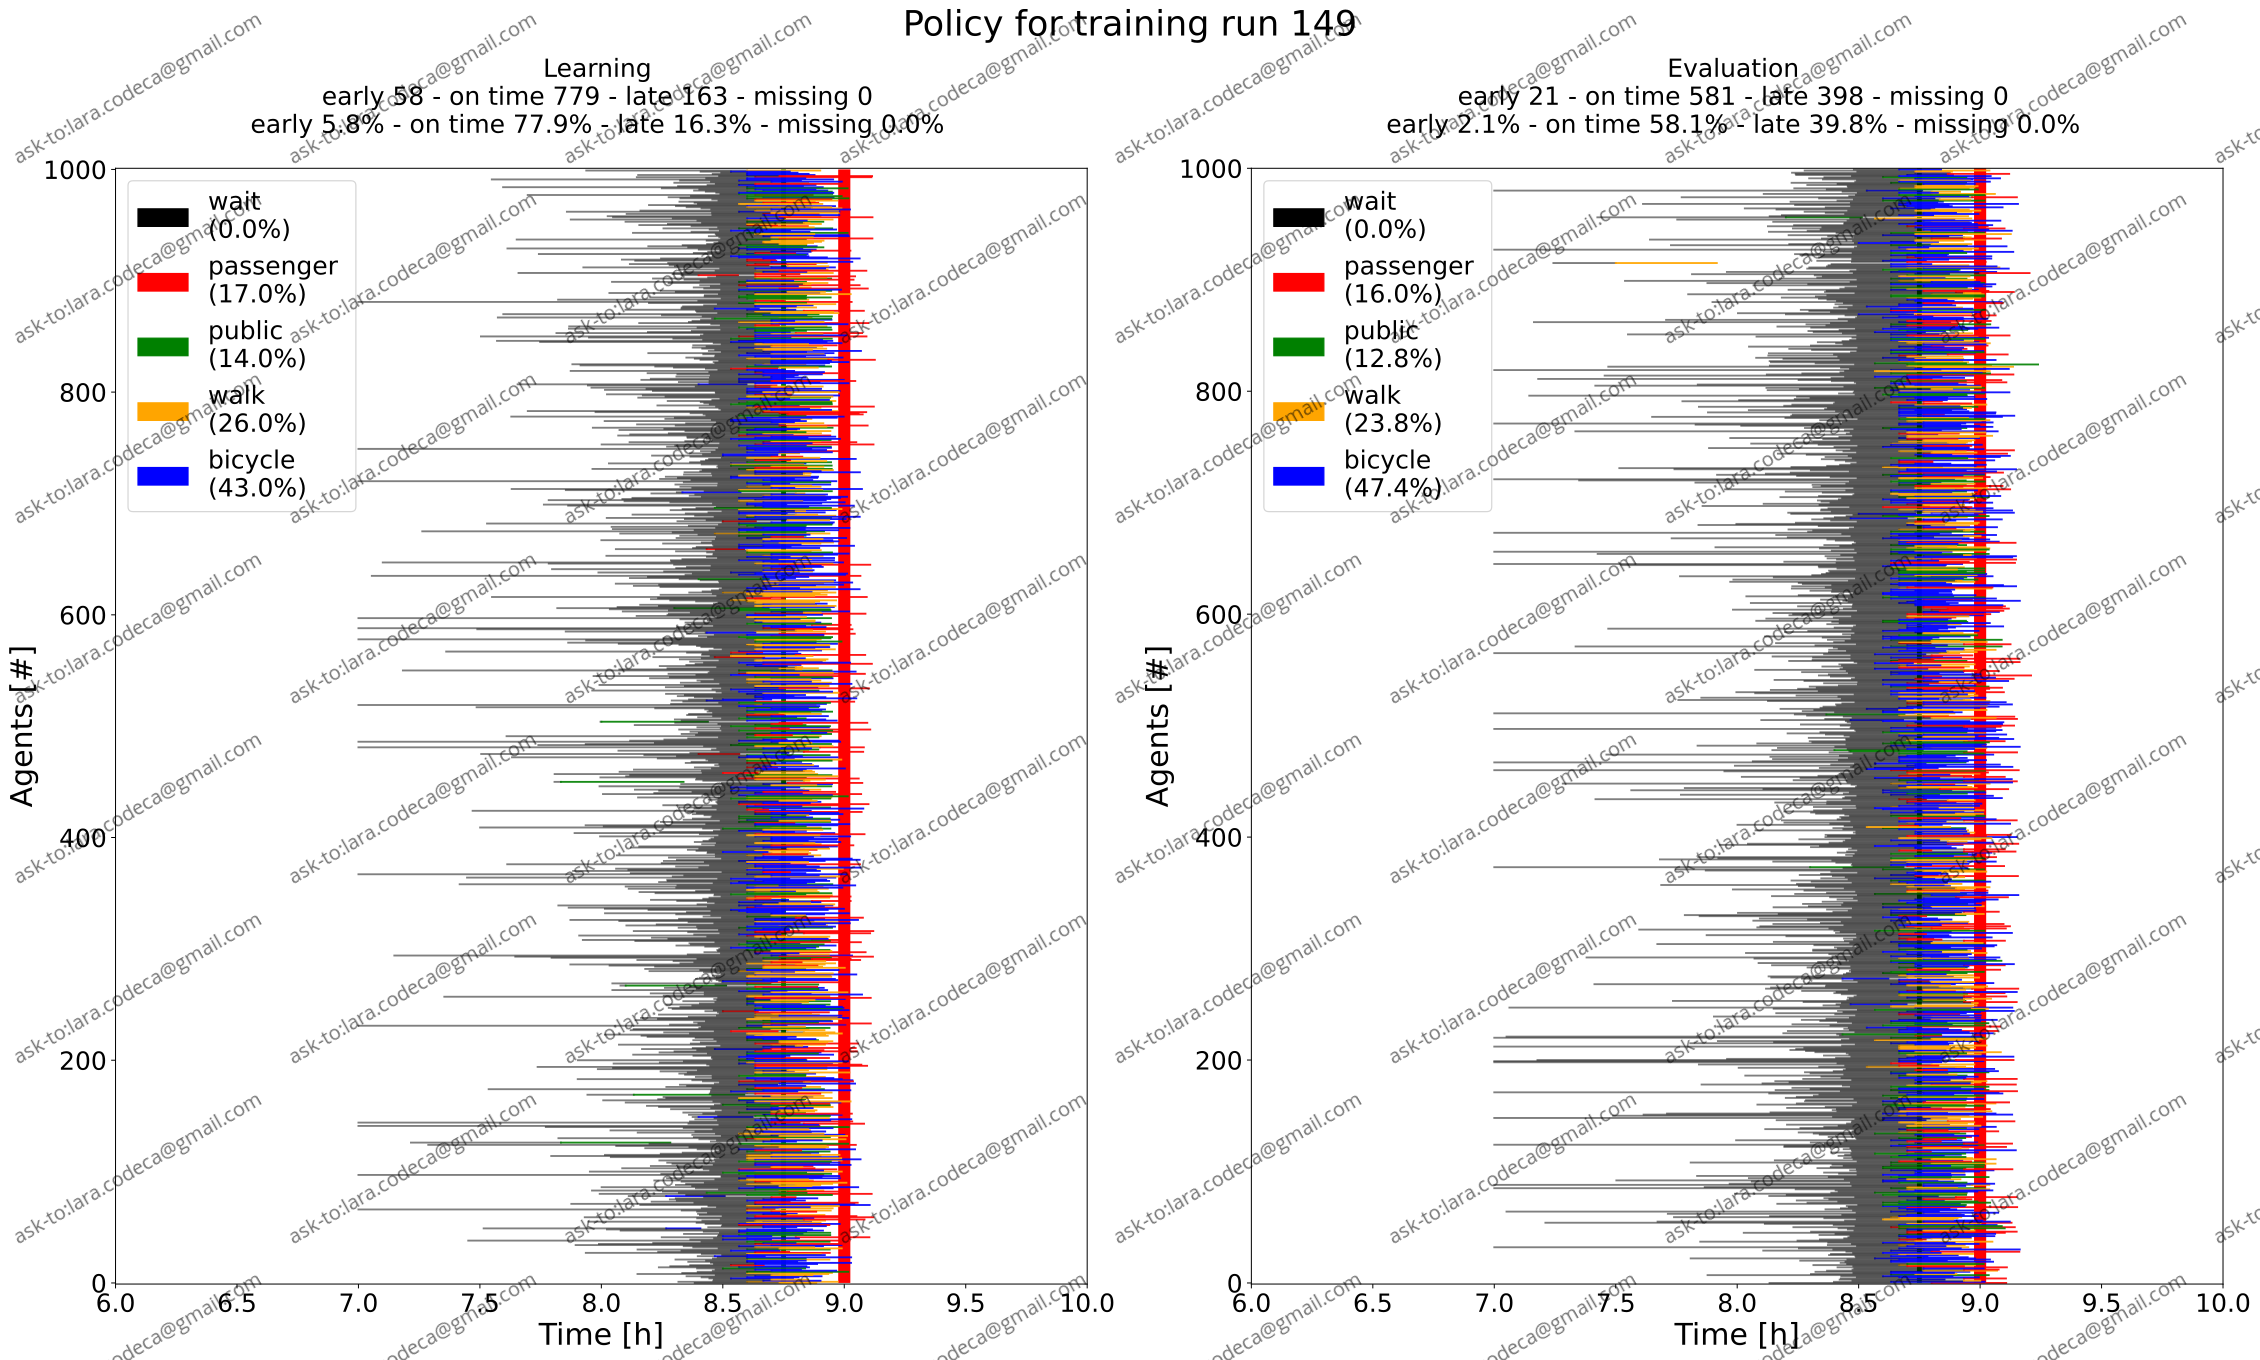 Policy for training run 149
Learning
early 58 - on time 779 - late 163 - missing 0
early 5.8% - on time 77.9% - late 16.3% - missing 0.0%
Agents [#]
1000
800
600
400
200
0
wait
(0.0%)
passenger
(17.0%)
public
(14.0%)
walk
(26.0%)
bicycle
(43.0%)
6.0 6.5 7.0 7.5 8.0 8.5 9.0 9.5 10.0
Time [h]
Evaluation
early 21 - on time 581 - late 398 - missing 0
early 2.1% - on time 58.1% - late 39.8% - missing 0.0%
Agents [#]
1000
800
600
400
200
0
wait
(0.0%)
passenger
(16.0%)
public
(12.8%)
walk
(23.8%)
bicycle
(47.4%)
6.0 6.5 7.0 7.5 8.0 8.5 9.0 9.5 10.0
Time [h]
ask-to:lara.codeca@gmail.com